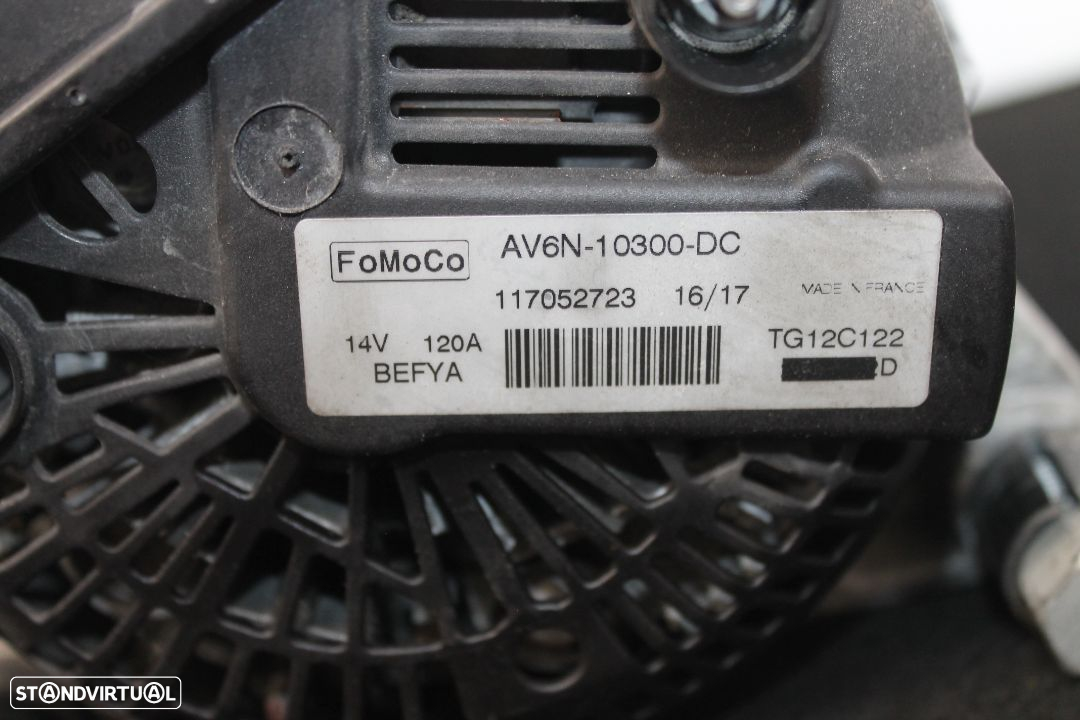 FoMoCo AV6N-10300-DC
117052723 16/17 MADE IN FRANCE
14V 120A TG12C122
BEFYA D
STANDVIRTUAL